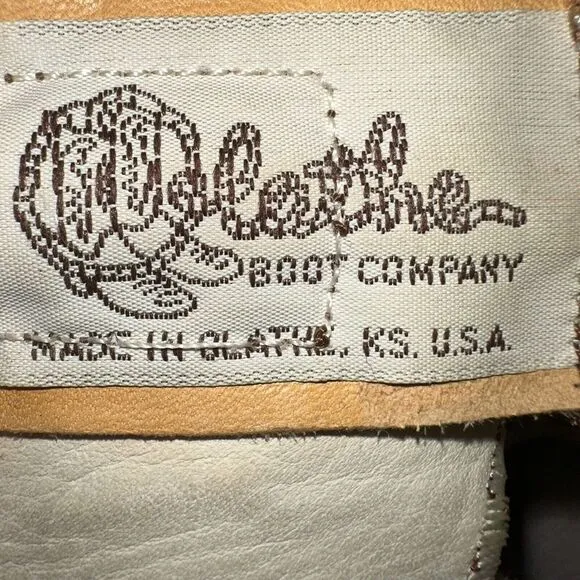 Olathe
BOOT COMPANY
MADE IN OLATHE, KS. U.S.A.